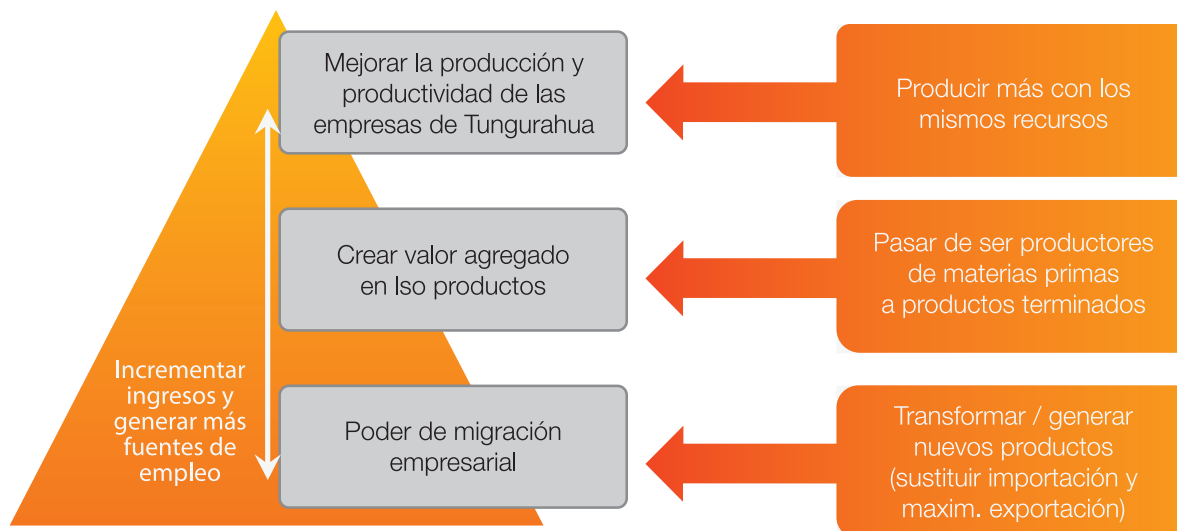 Mejorar la producción y
productividad de las
empresas de Tungurahua
Producir más con los
mismos recursos
Crear valor agregado
en lso productos
Pasar de ser productores
de materias primas
a productos terminados
Incrementar
ingresos y
generar más
fuentes de
empleo
Poder de migración
empresarial
Transformar / generar
nuevos productos
(sustituir importación y
maxim. exportación)